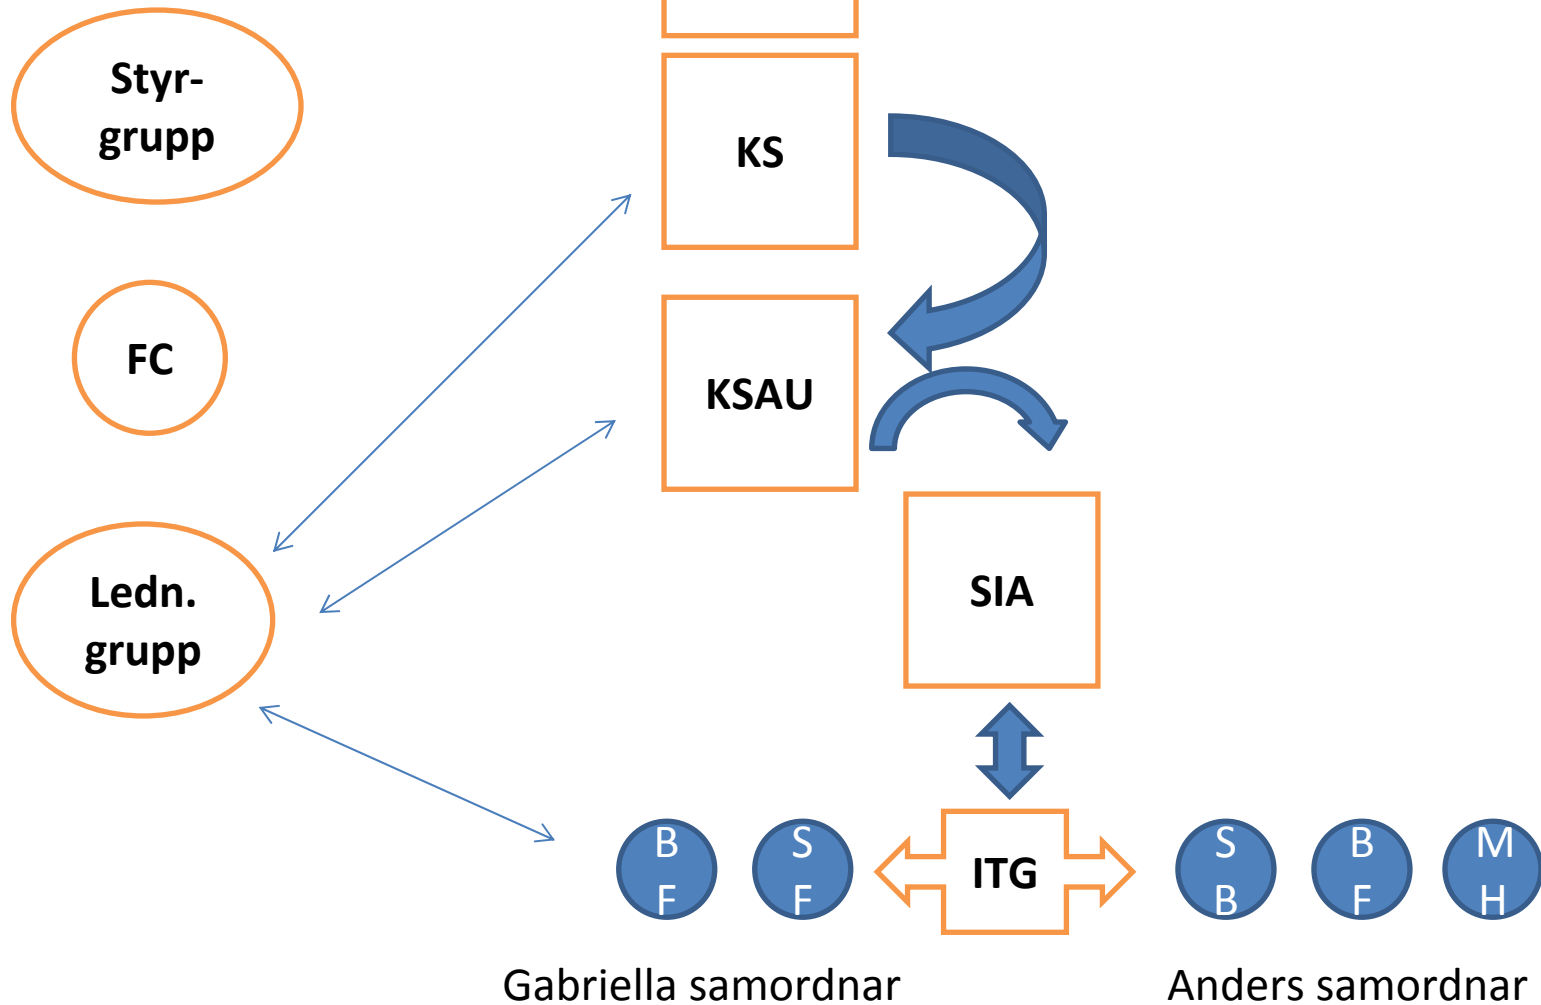 Styr-
grupp
KS
FC
KSAU
Ledn.
grupp
SIA
B
F
S
F
ITG
S
B
B
F
M
H
Gabriella samordnar
Anders samordnar